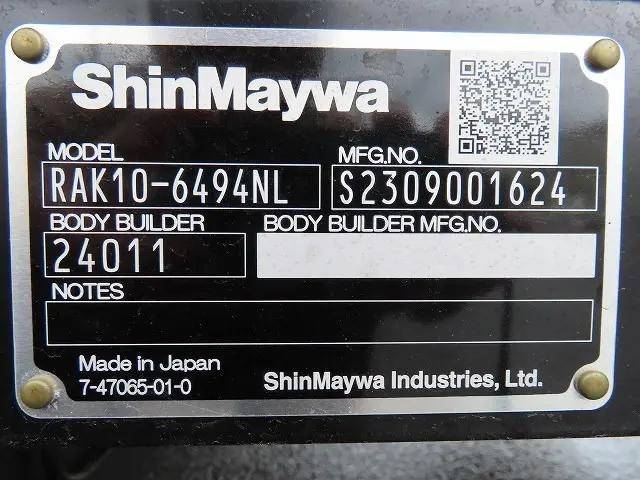 ShinMaywa
MODEL MFG.NO.
RAK10-6494NL S2309001624
BODY BUILDER BODY BUILDER MFG.NO.
24011
NOTES
Made in Japan
7-47065-01-0 ShinMaywa Industries, Ltd.